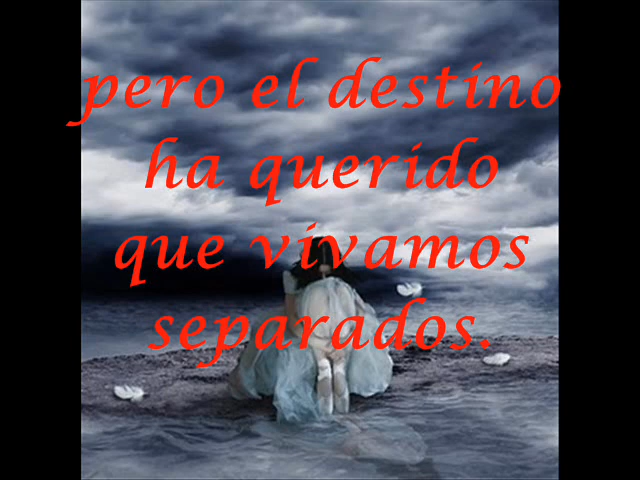 pero el destino
ha querido
que vivamos
separados.